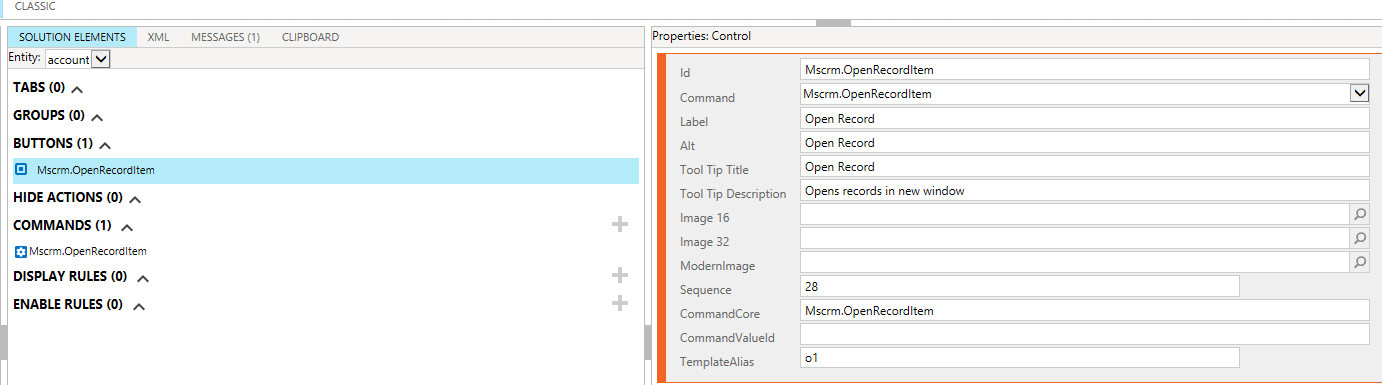 CLASSIC
SOLUTION ELEMENTS XML MESSAGES (1) CLIPBOARD
Entity: account
TABS (0)
GROUPS (0)
BUTTONS (1)
Mscrm.OpenRecordItem
HIDE ACTIONS (0)
COMMANDS (1)
Mscrm.OpenRecordItem
DISPLAY RULES (0)
ENABLE RULES (0)
Properties: Control
Id Mscrm.OpenRecordItem
Command Mscrm.OpenRecordItem
Label Open Record
Alt Open Record
Tool Tip Title Open Record
Tool Tip Description Opens records in new window
Image 16
Image 32
ModernImage
Sequence 28
CommandCore Mscrm.OpenRecordItem
CommandValueId
TemplateAlias o1